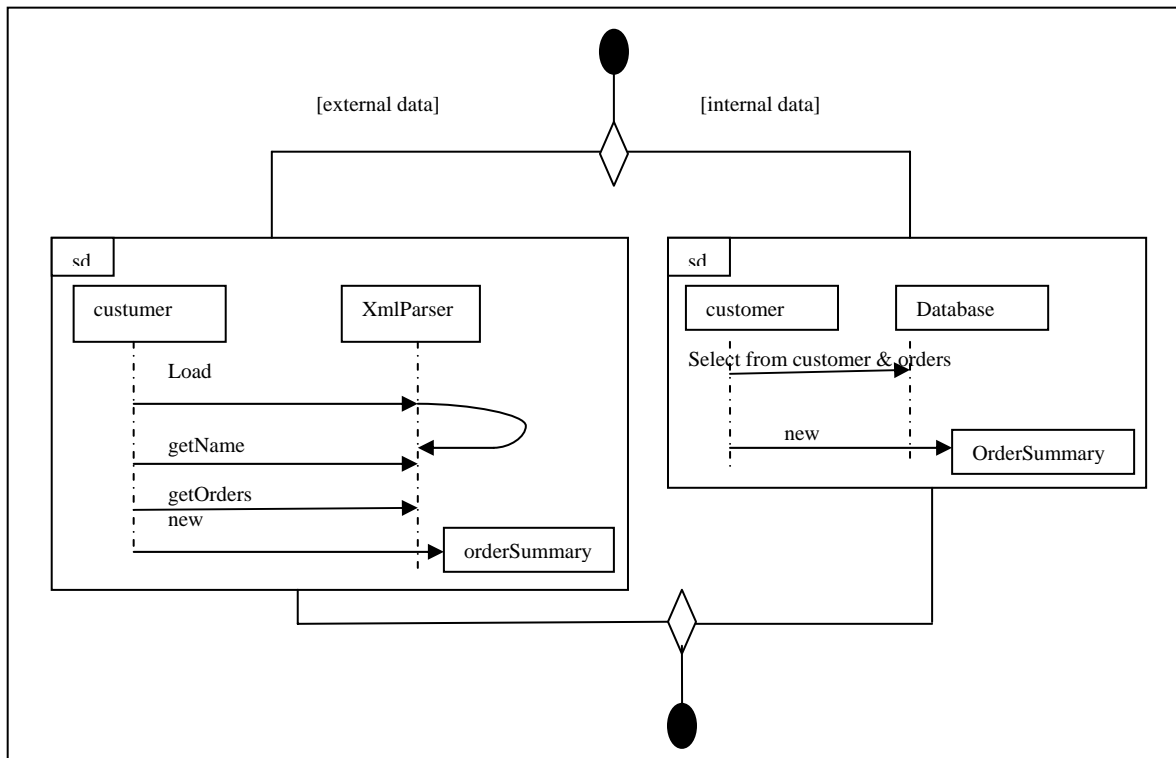 [external data]
[internal data]
sd
custumer
XmlParser
Load
getName
getOrders
new
orderSummary
sd
customer
Database
Select from customer & orders
new
OrderSummary